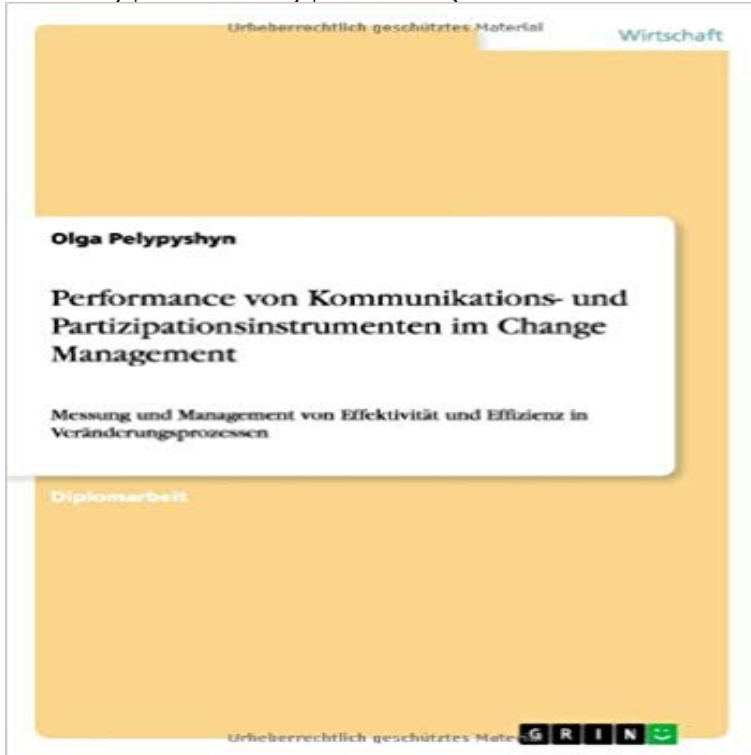 Urheberrechtlich geschütztes Material
Wirtschaft
Olga Pelypyshyn
Performance von Kommunikations- und
Partizipationsinstrumenten im Change
Management
Messung und Management von Effektivität und Effizienz in
Veränderungsprozessen
Diplomarbeit
Urheberrechtlich geschütztes
GRIN